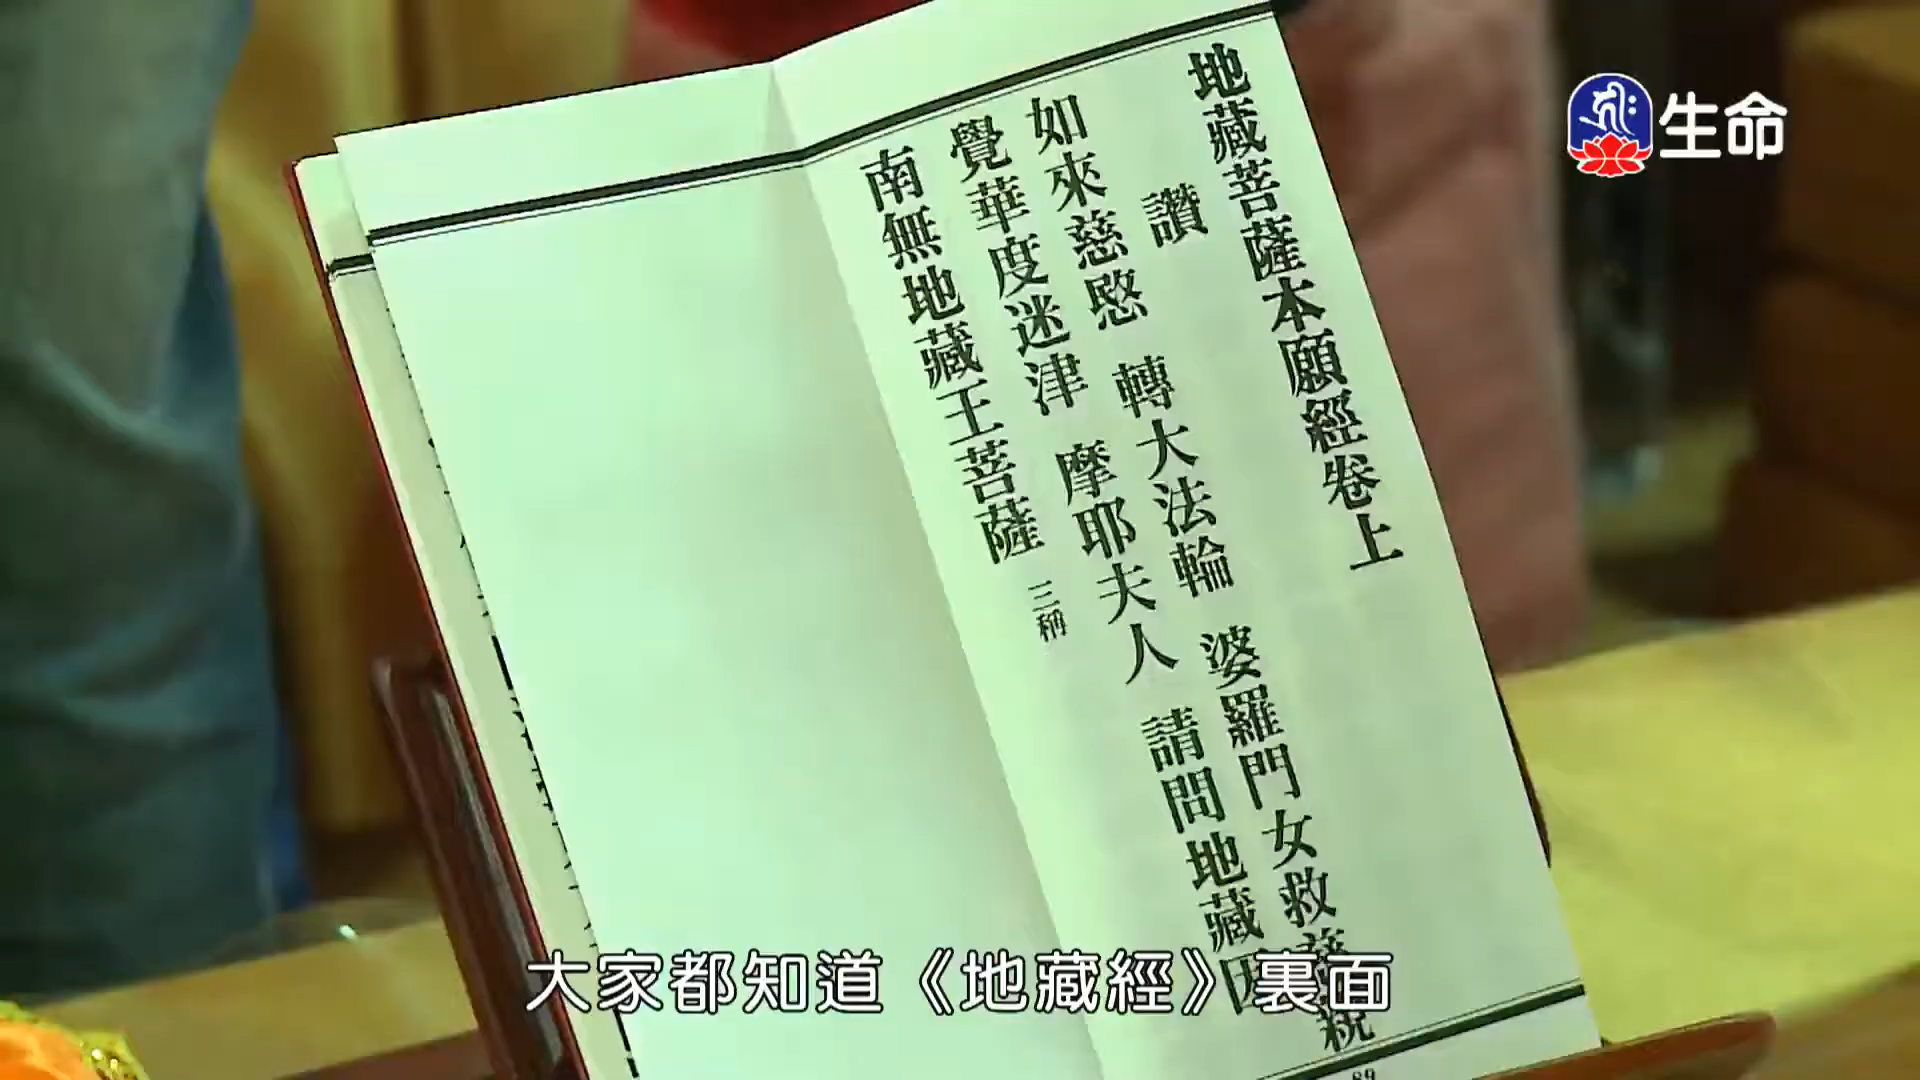 地藏菩薩本願經卷上
讚
如來慈愍 轉大法輪 婆羅門女救
覺華度迷津 摩耶夫人 請問地藏因
南無地藏王菩薩 三稱
生命
大家都知道《地藏經》裏面
89